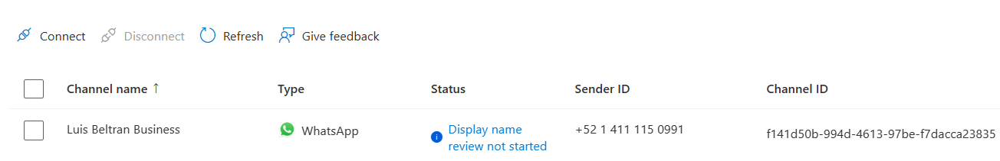 Connect Disconnect Refresh Give feedback
Channel name ↑ Type Status Sender ID Channel ID
Luis Beltran Business WhatsApp Display name +52 1 411 115 0991 f141d50b-994d-4613-97be-f7dacca23835
review not started